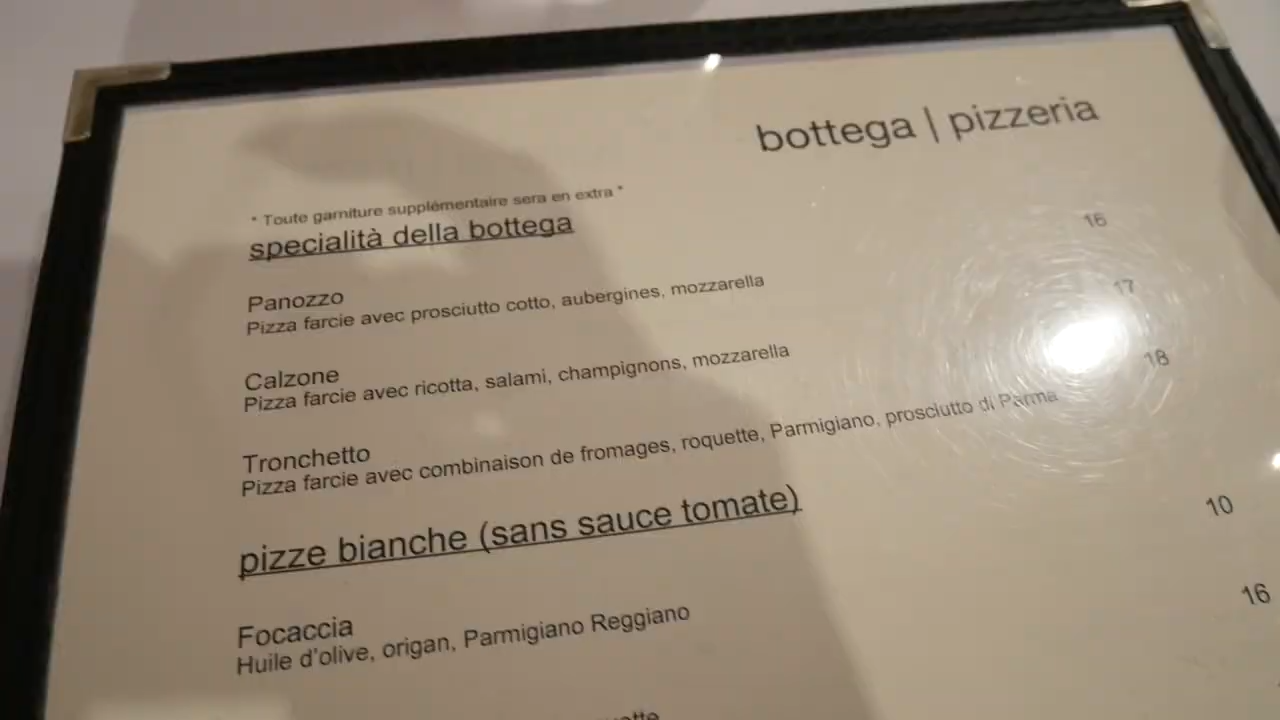 bottega | pizzeria
* Toute garniture supplémentaire sera en extra *
specialità della bottega
Panozzo 16
Pizza farcie avec prosciutto cotto, aubergines, mozzarella
Calzone 17
Pizza farcie avec ricotta, salami, champignons, mozzarella
Tronchetto 18
Pizza farcie avec combinaison de fromages, roquette, Parmigiano, prosciutto di Parma
pizze bianche (sans sauce tomate)
Focaccia 10
Huile d'olive, origan, Parmigiano Reggiano
16